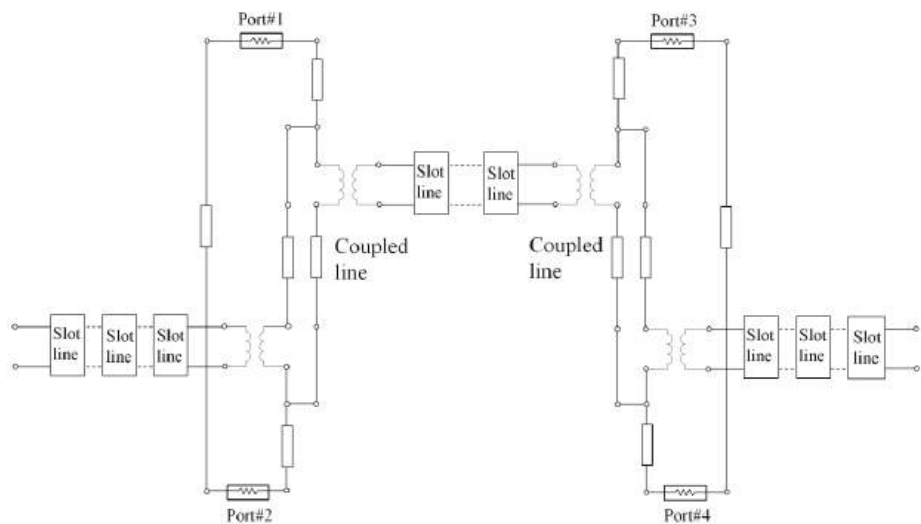 Port#1
Port#3
Slot
line
Slot
line
Coupled
line
Coupled
line
Slot
line
Slot
line
Slot
line
Slot
line
Slot
line
Slot
line
Port#2
Port#4